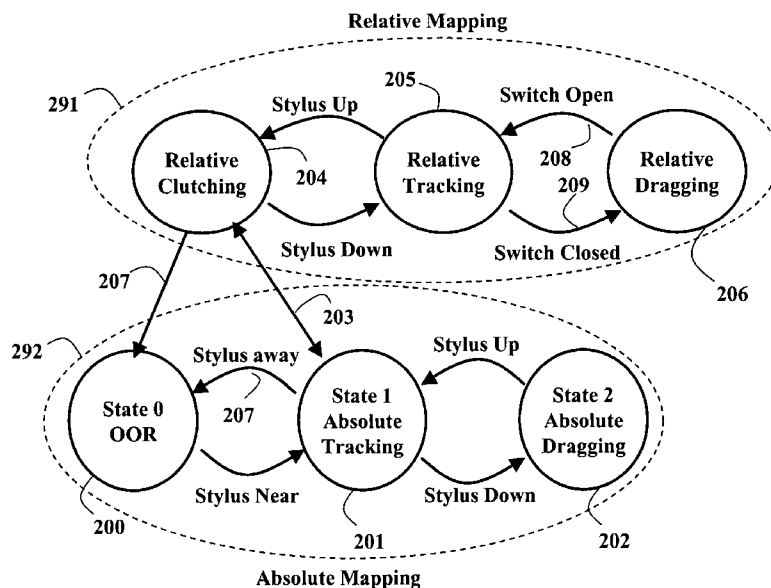 Relative Mapping
291
205
Stylus Up
Switch Open
Relative
Clutching
204
Relative
Tracking
208
209
Relative
Dragging
Stylus Down
Switch Closed
207
203
206
292
Stylus away
Stylus Up
207
State 0
OOR
State 1
Absolute
Tracking
State 2
Absolute
Dragging
Stylus Near
Stylus Down
200
201
202
Absolute Mapping